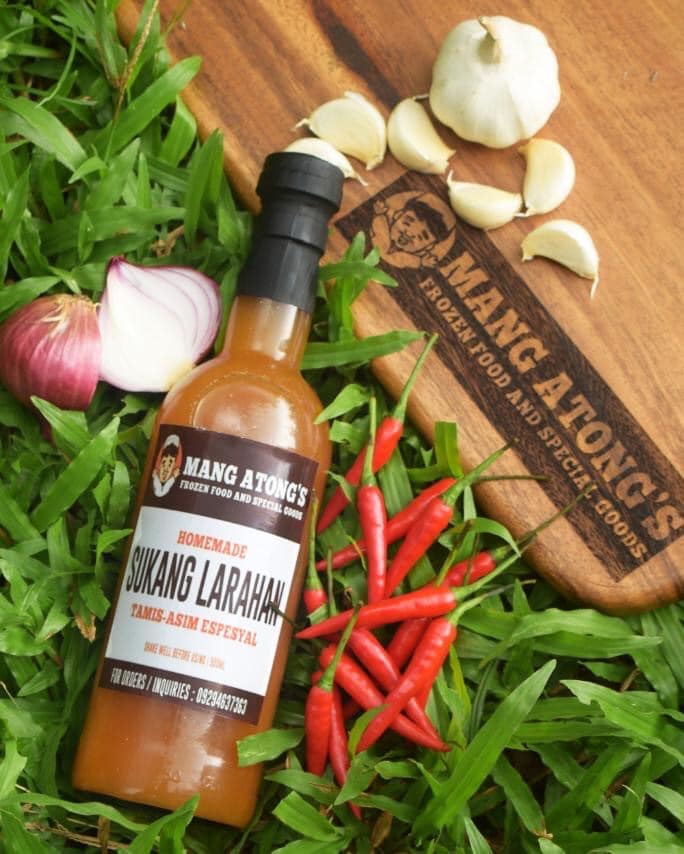 MANG ATONG'S
FROZEN FOOD AND SPECIAL GOODS
MANG ATONG'S
FROZEN FOOD AND SPECIAL GOODS
HOMEMADE
SUKANG LARAHAN
TAMIS-ASIM ESPESYAL
SHAKE WELL BEFORE USING | 500ML
FOR ORDERS / INQUIRIES : 09294637363